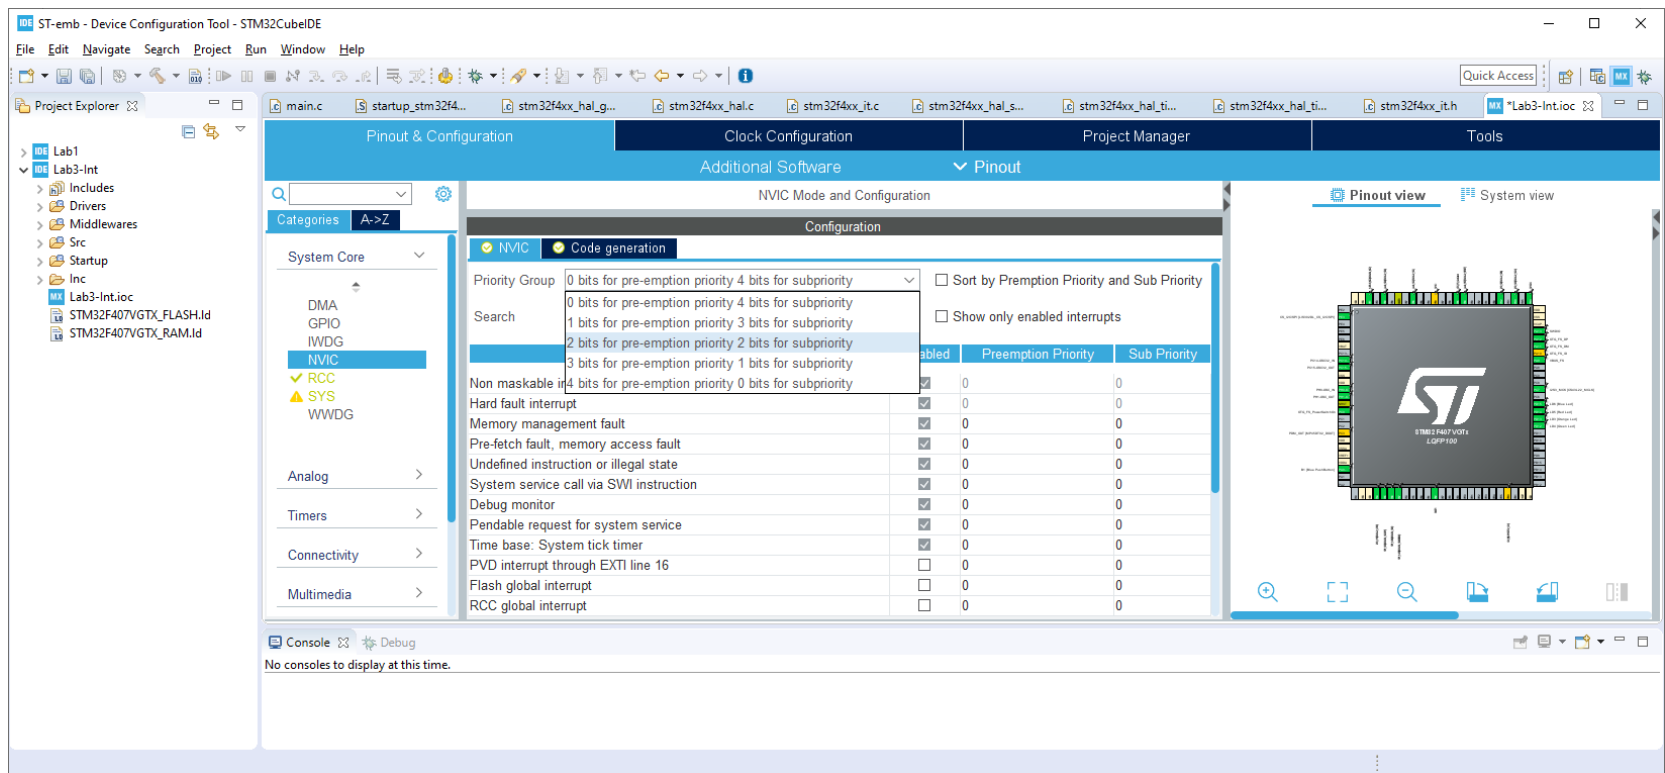 IDE ST-emb - Device Configuration Tool - STM32CubeIDE
File Edit Navigate Search Project Run Window Help
Quick Access
Project Explorer
main.c startup_stm32f4... stm32f4xx_hal_g... stm32f4xx_hal.c stm32f4xx_it.c stm32f4xx_hal_s... stm32f4xx_hal_ti... stm32f4xx_hal_ti... stm32f4xx_it.h MX *Lab3-Int.ioc
Pinout & Configuration Clock Configuration Project Manager Tools
Additional Software Pinout
IDE Lab1
IDE Lab3-Int
Includes
Drivers
Middlewares
Src
Startup
Inc
MX Lab3-Int.ioc
STM32F407VGTX_FLASH.ld
STM32F407VGTX_RAM.ld
Categories A->Z
System Core
DMA
GPIO
IWDG
NVIC
RCC
SYS
WWDG
Analog
Timers
Connectivity
Multimedia
NVIC Mode and Configuration
Configuration
NVIC Code generation
Priority Group 0 bits for pre-emption priority 4 bits for subpriority Sort by Premption Priority and Sub Priority
0 bits for pre-emption priority 4 bits for subpriority
1 bits for pre-emption priority 3 bits for subpriority
2 bits for pre-emption priority 2 bits for subpriority
3 bits for pre-emption priority 1 bits for subpriority
4 bits for pre-emption priority 0 bits for subpriority
Search Show only enabled interrupts
abled Preemption Priority Sub Priority
Non maskable in 0 0
Hard fault interrupt 0 0
Memory management fault 0 0
Pre-fetch fault, memory access fault 0 0
Undefined instruction or illegal state 0 0
System service call via SWI instruction 0 0
Debug monitor 0 0
Pendable request for system service 0 0
Time base: System tick timer 0 0
PVD interrupt through EXTI line 16 0 0
Flash global interrupt 0 0
RCC global interrupt 0 0
Pinout view System view
STM32F407VGTx
LQFP100
Console Debug
No consoles to display at this time.